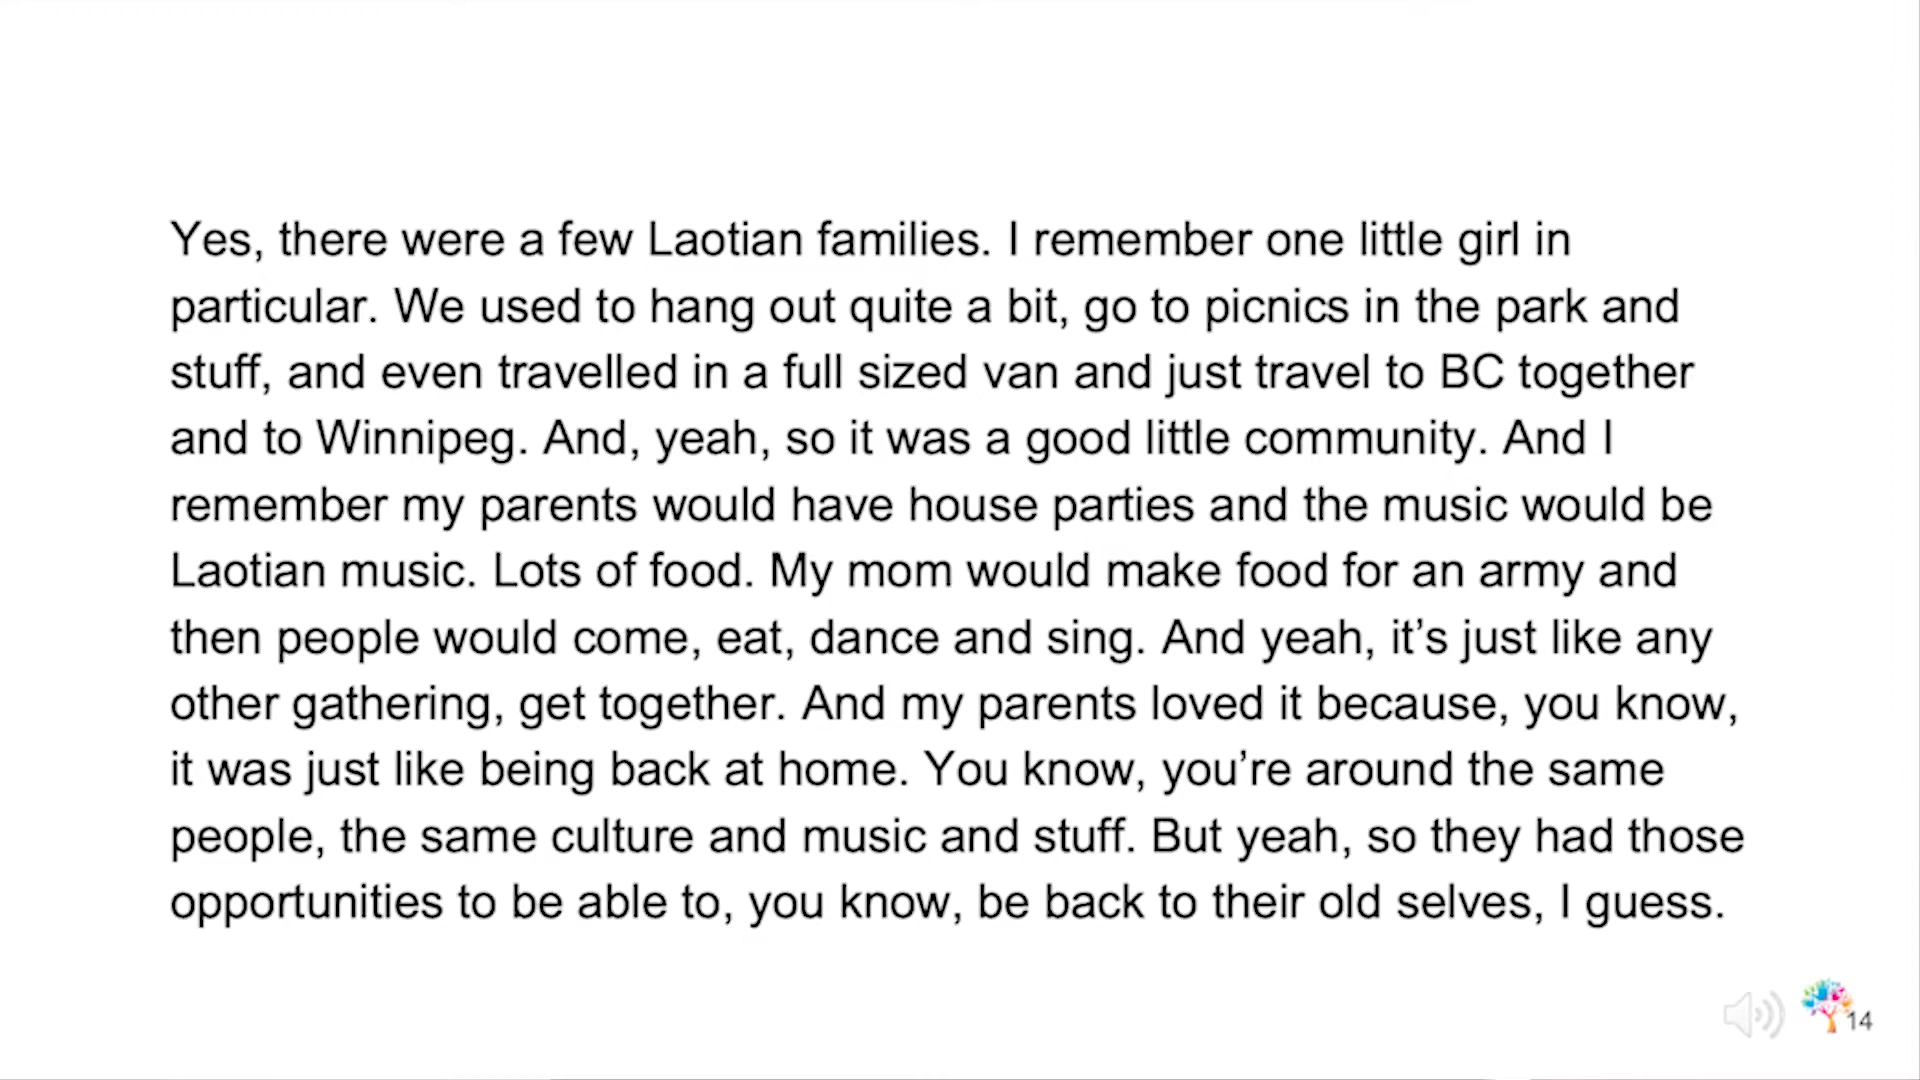 Yes, there were a few Laotian families. I remember one little girl in
particular. We used to hang out quite a bit, go to picnics in the park and
stuff, and even travelled in a full sized van and just travel to BC together
and to Winnipeg. And, yeah, so it was a good little community. And I
remember my parents would have house parties and the music would be
Laotian music. Lots of food. My mom would make food for an army and
then people would come, eat, dance and sing. And yeah, it’s just like any
other gathering, get together. And my parents loved it because, you know,
it was just like being back at home. You know, you’re around the same
people, the same culture and music and stuff. But yeah, so they had those
opportunities to be able to, you know, be back to their old selves, I guess.
14